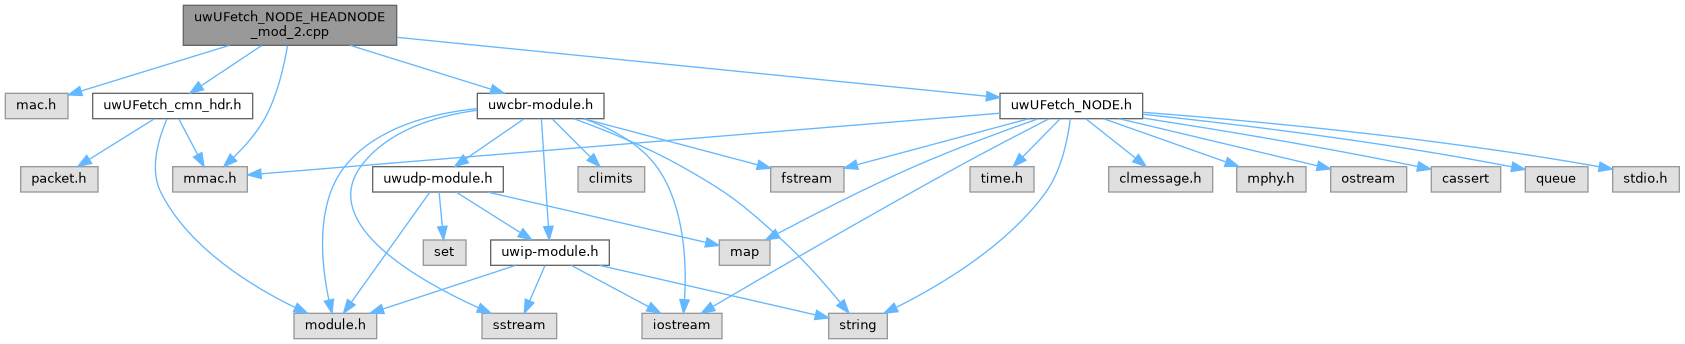 uwUFetch_NODE_HEADNODE
_mod_2.cpp
mac.h
uwUFetch_cmn_hdr.h
uwcbr-module.h
uwUFetch_NODE.h
packet.h
mmac.h
uwudp-module.h
climits
fstream
time.h
clmessage.h
mphy.h
ostream
cassert
queue
stdio.h
set
uwip-module.h
map
module.h
sstream
iostream
string